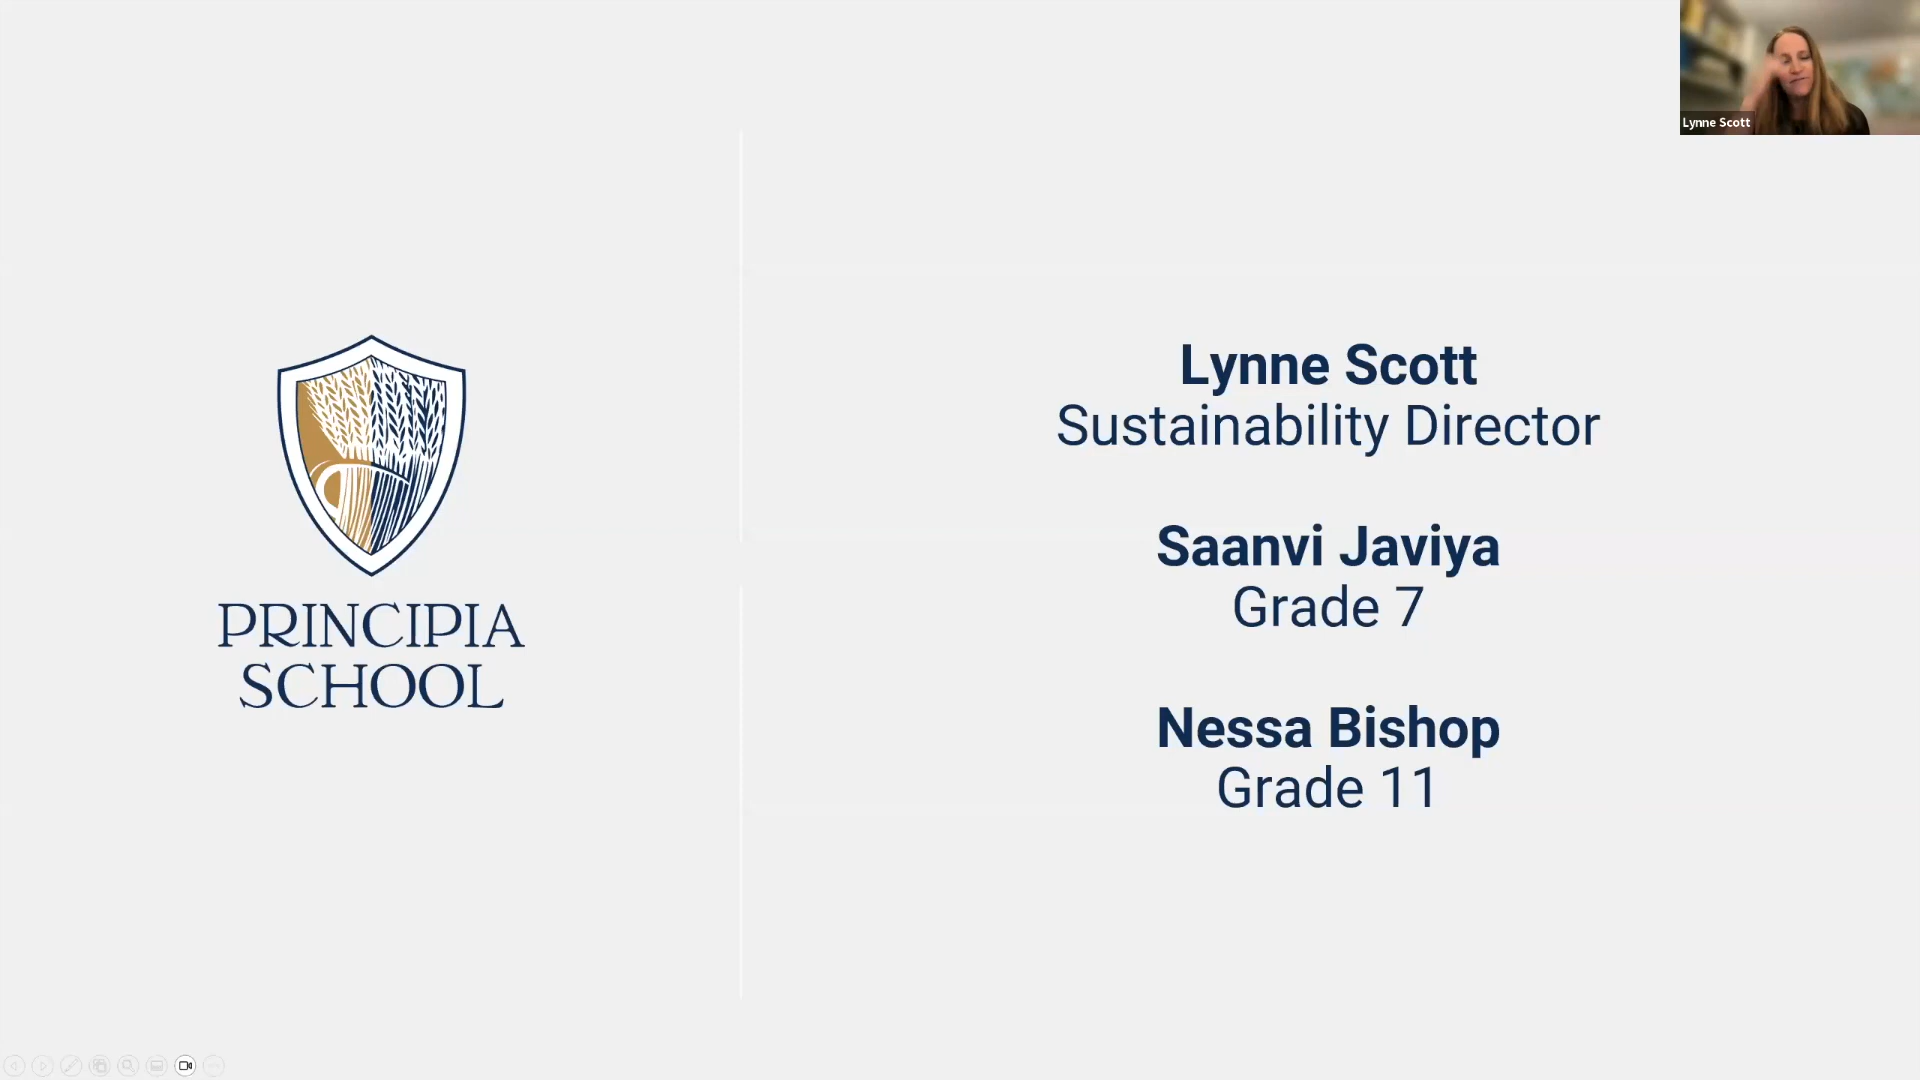 Lynne Scott
PRINCIPIA
SCHOOL
Lynne Scott
Sustainability Director
Saanvi Javiya
Grade 7
Nessa Bishop
Grade 11